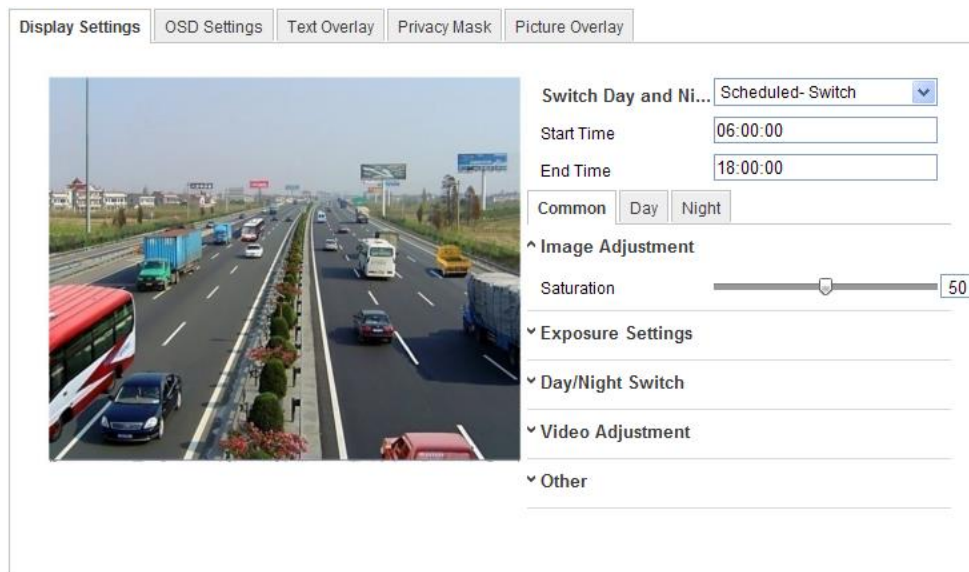 Display Settings OSD Settings Text Overlay Privacy Mask Picture Overlay
Switch Day and Ni... Scheduled- Switch
Start Time 06:00:00
End Time 18:00:00
Common Day Night
Image Adjustment
Saturation 50
Exposure Settings
Day/Night Switch
Video Adjustment
Other